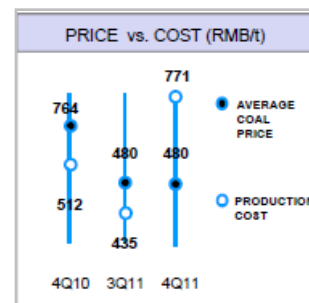 PRICE vs. COST (RMB/t)
771
764
AVERAGE
COAL
PRICE
480
480
512
PRODUCTION
COST
435
4Q10 3Q11 4Q11